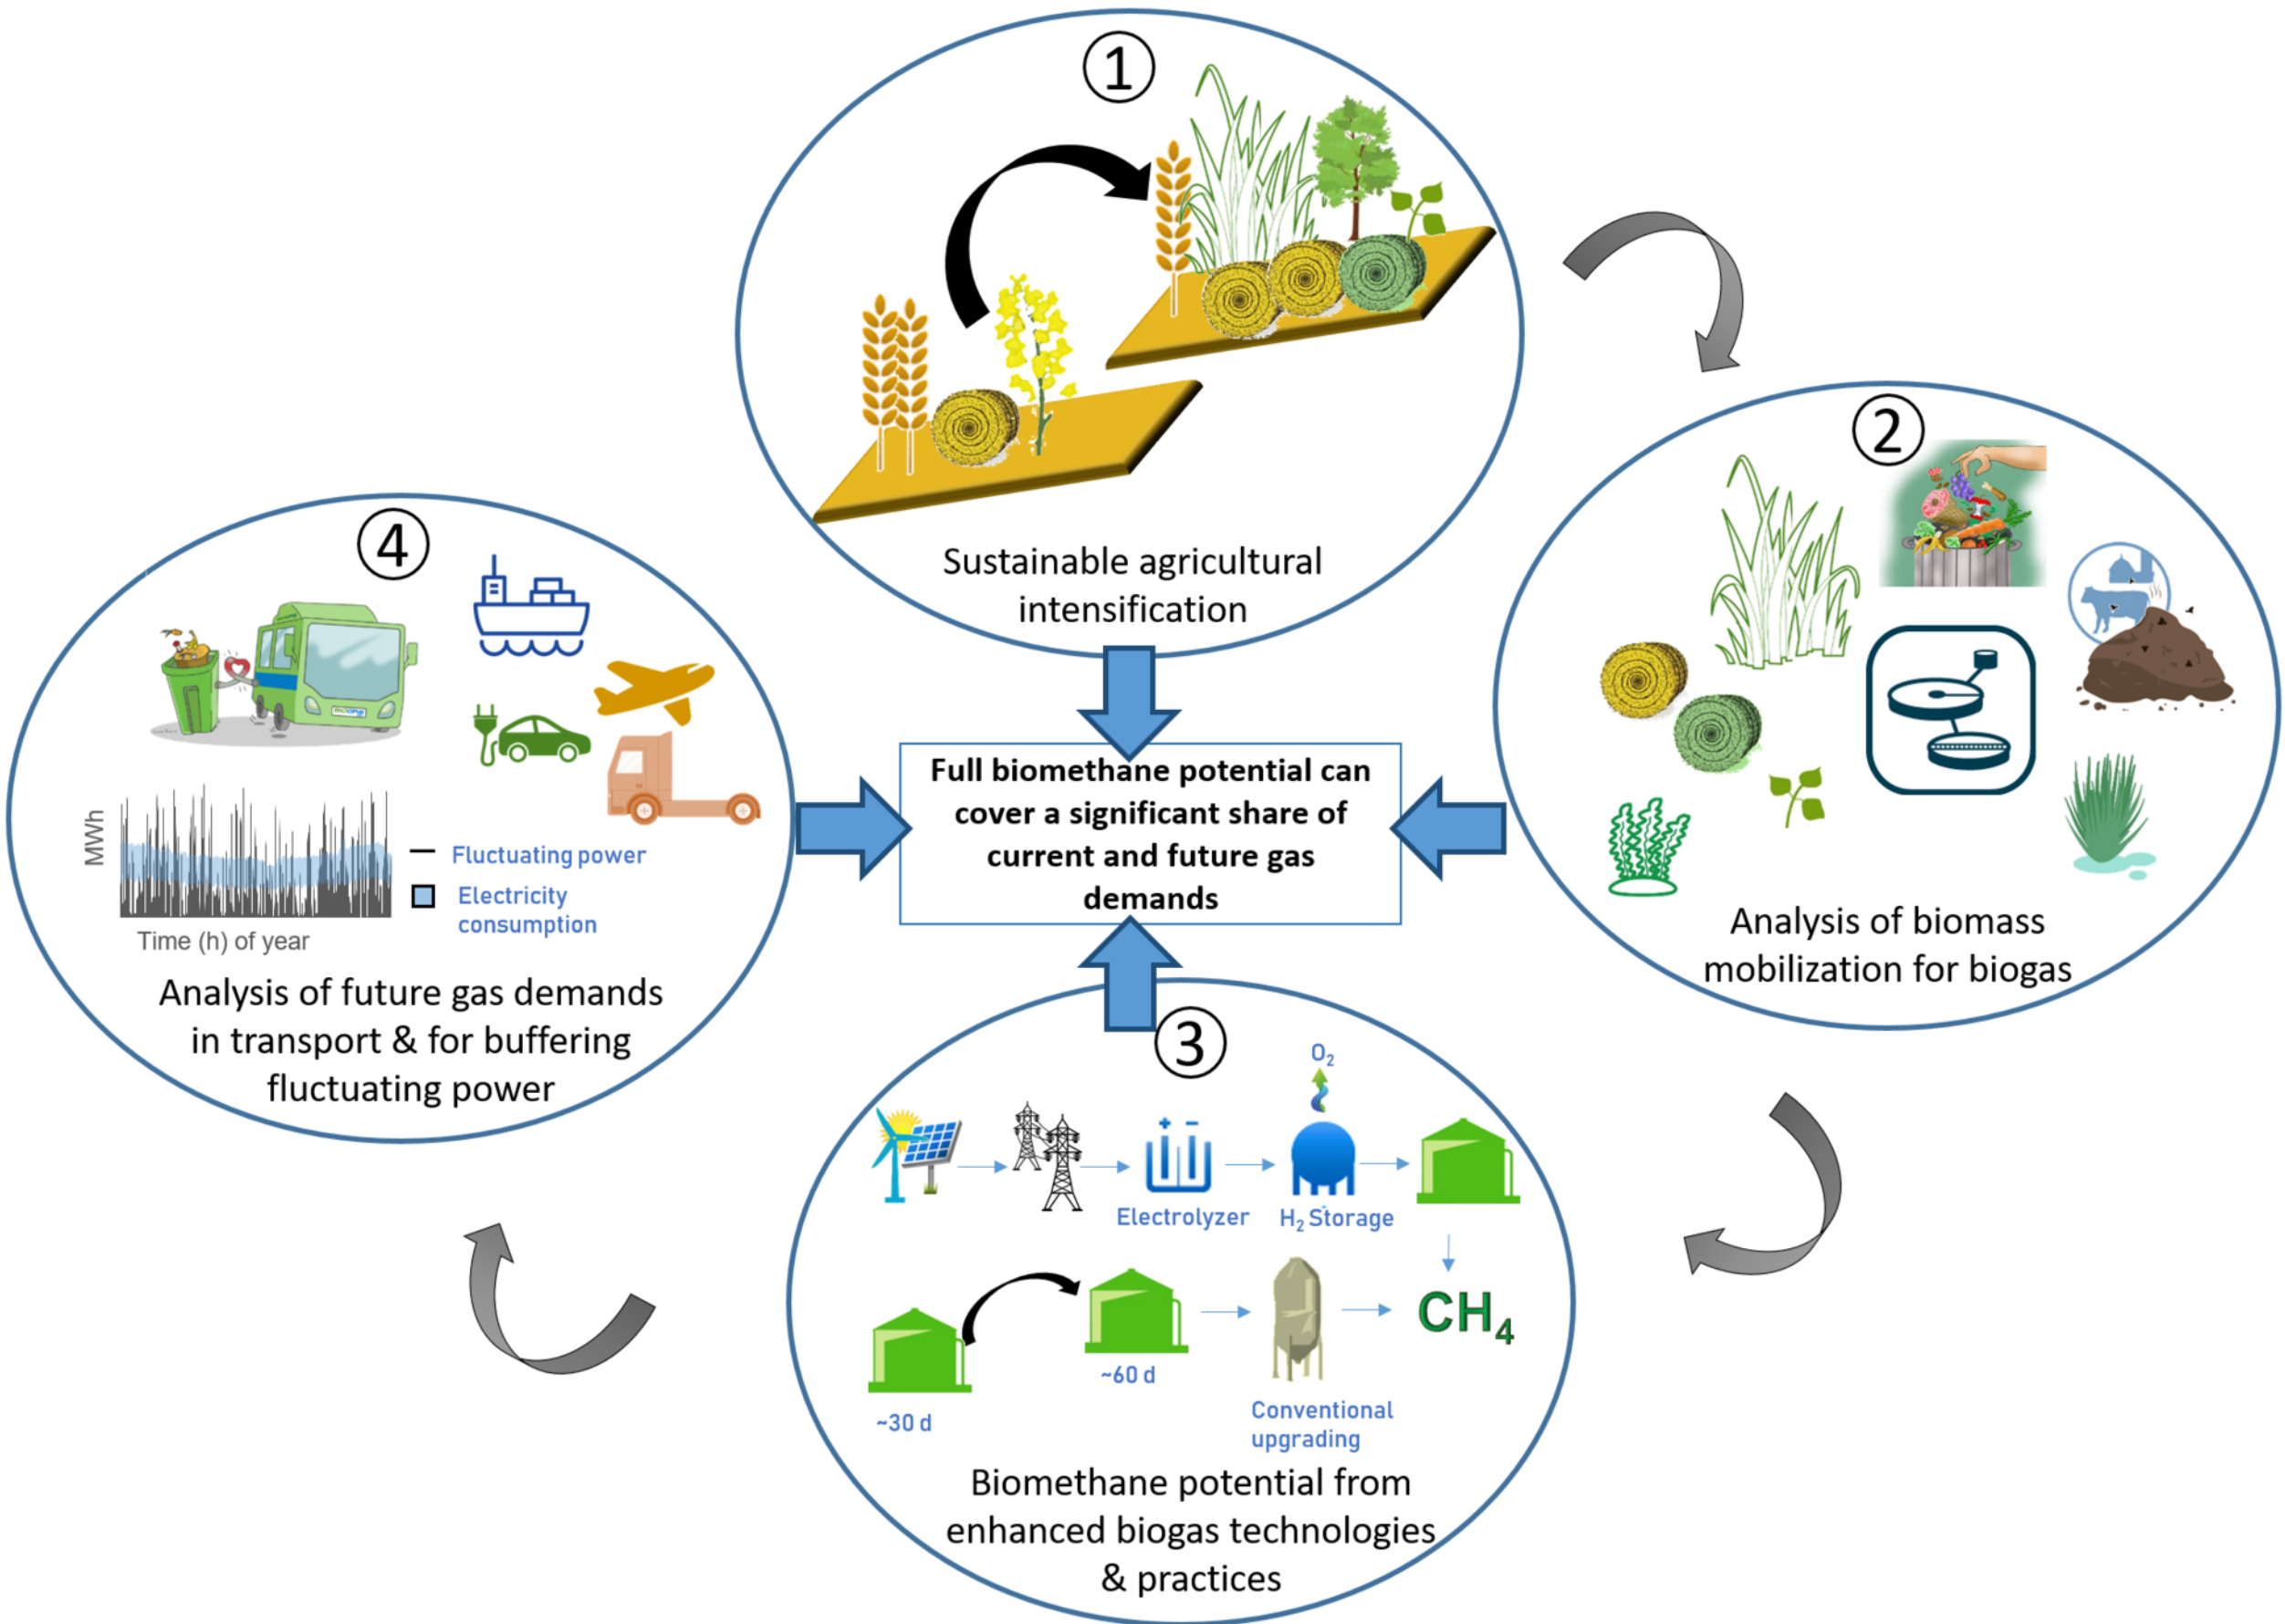 ①
Sustainable agricultural
intensification
②
Analysis of biomass
mobilization for biogas
③
O₂
+ −
Electrolyzer
H₂ Storage
CH₄
~30 d
~60 d
Conventional
upgrading
Biomethane potential from
enhanced biogas technologies
& practices
④
MWh
Fluctuating power
Electricity
consumption
Time (h) of year
Analysis of future gas demands
in transport & for buffering
fluctuating power
Full biomethane potential can
cover a significant share of
current and future gas
demands